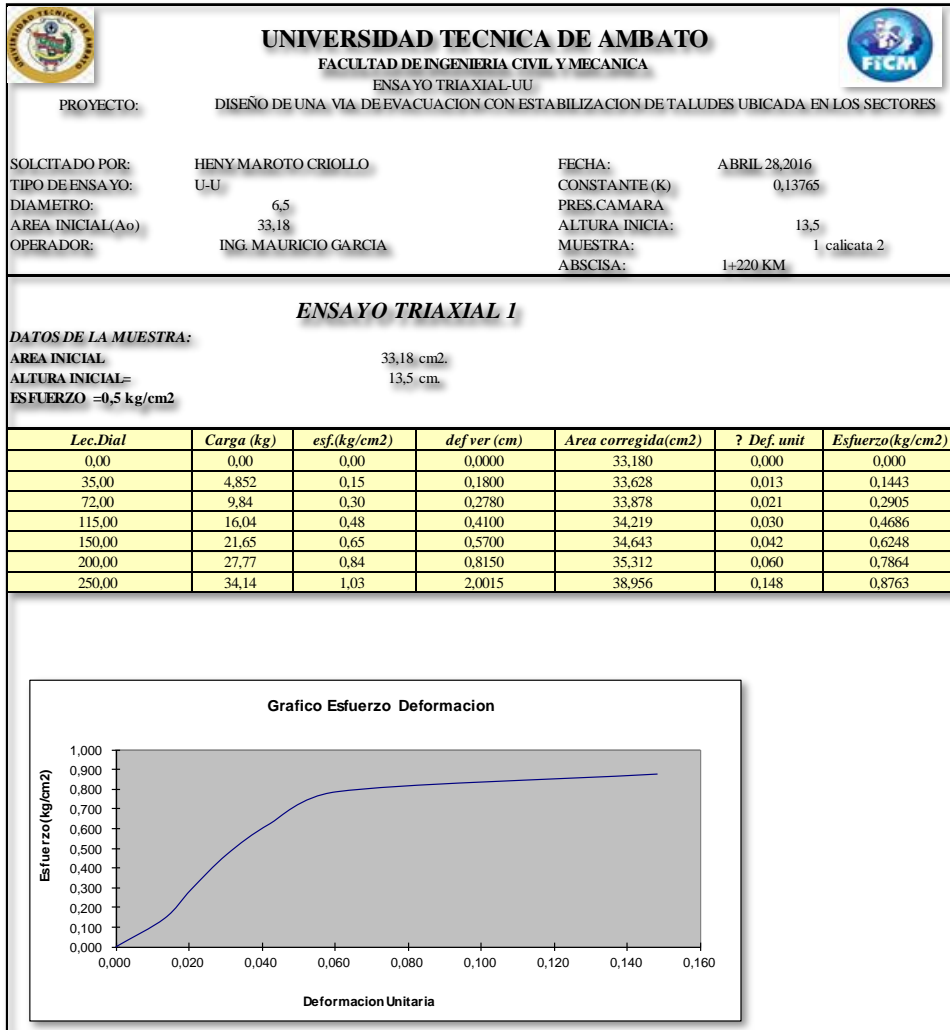 UNIVERSIDAD TECNICA DE AMBATO
FACULTAD DE INGENIERIA CIVIL Y MECANICA
ENSAYO TRIAXIAL-UU
PROYECTO: DISEÑO DE UNA VIA DE EVACUACION CON ESTABILIZACION DE TALUDES UBICADA EN LOS SECTORES
UNIVERSIDAD TECNICA DE AMBATO
FICM
SOLCITADO POR: HENY MAROTO CRIOLLO FECHA: ABRIL 28,2016
TIPO DE ENSAYO: U-U CONSTANTE (K) 0,13765
DIAMETRO: 6,5 PRES.CAMARA
AREA INICIAL(Ao) 33,18 ALTURA INICIA: 13,5
OPERADOR: ING. MAURICIO GARCIA MUESTRA: 1 calicata 2
ABSCISA: 1+220 KM
ENSAYO TRIAXIAL 1
DATOS DE LA MUESTRA:
AREA INICIAL 33,18 cm2.
ALTURA INICIAL= 13,5 cm.
ESFUERZO =0,5 kg/cm2
Lec.Dial Carga (kg) esf.(kg/cm2) def ver (cm) Area corregida(cm2) ? Def. unit Esfuerzo(kg/cm2)
0,00 0,00 0,00 0,0000 33,180 0,000 0,000
35,00 4,852 0,15 0,1800 33,628 0,013 0,1443
72,00 9,84 0,30 0,2780 33,878 0,021 0,2905
115,00 16,04 0,48 0,4100 34,219 0,030 0,4686
150,00 21,65 0,65 0,5700 34,643 0,042 0,6248
200,00 27,77 0,84 0,8150 35,312 0,060 0,7864
250,00 34,14 1,03 2,0015 38,956 0,148 0,8763
Grafico Esfuerzo Deformacion
Esfuerzo(kg/cm2)
1,000
0,900
0,800
0,700
0,600
0,500
0,400
0,300
0,200
0,100
0,000
0,000 0,020 0,040 0,060 0,080 0,100 0,120 0,140 0,160
Deformacion Unitaria